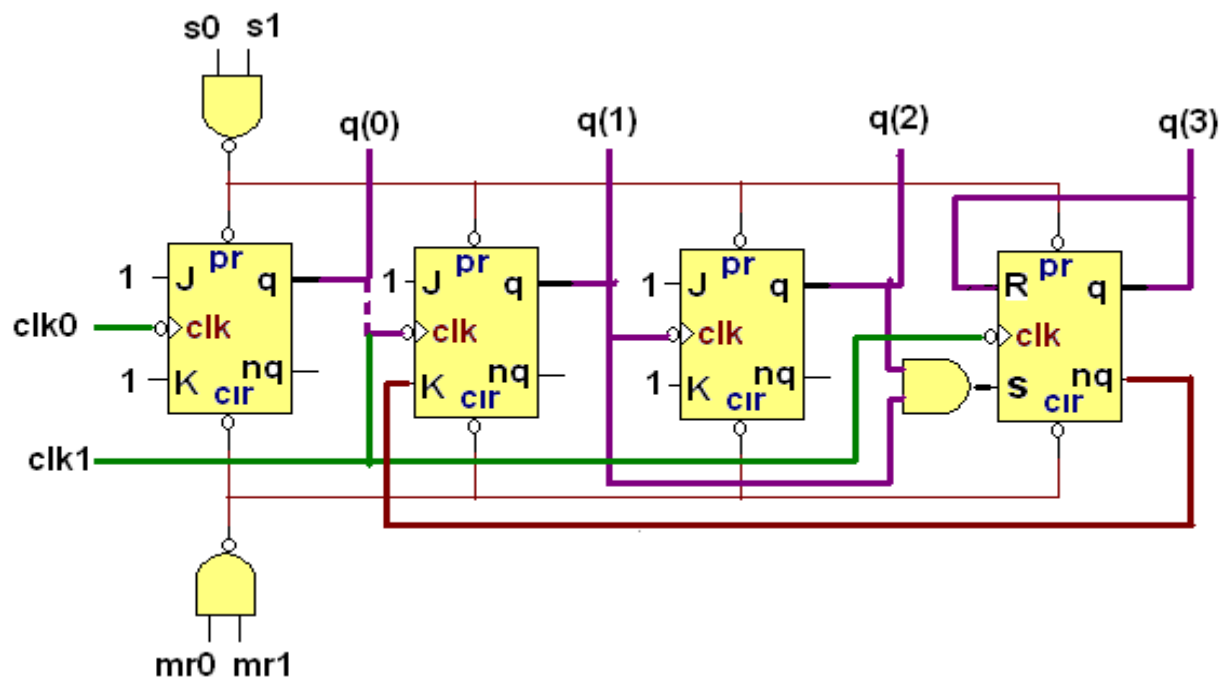 s0 s1
q(0) q(1) q(2) q(3)
pr pr pr pr
1 J q 1 J q 1 J q R q
clk0 clk clk clk clk
1 K nq K nq 1 K nq S nq
clr clr clr clr
clk1
mr0 mr1